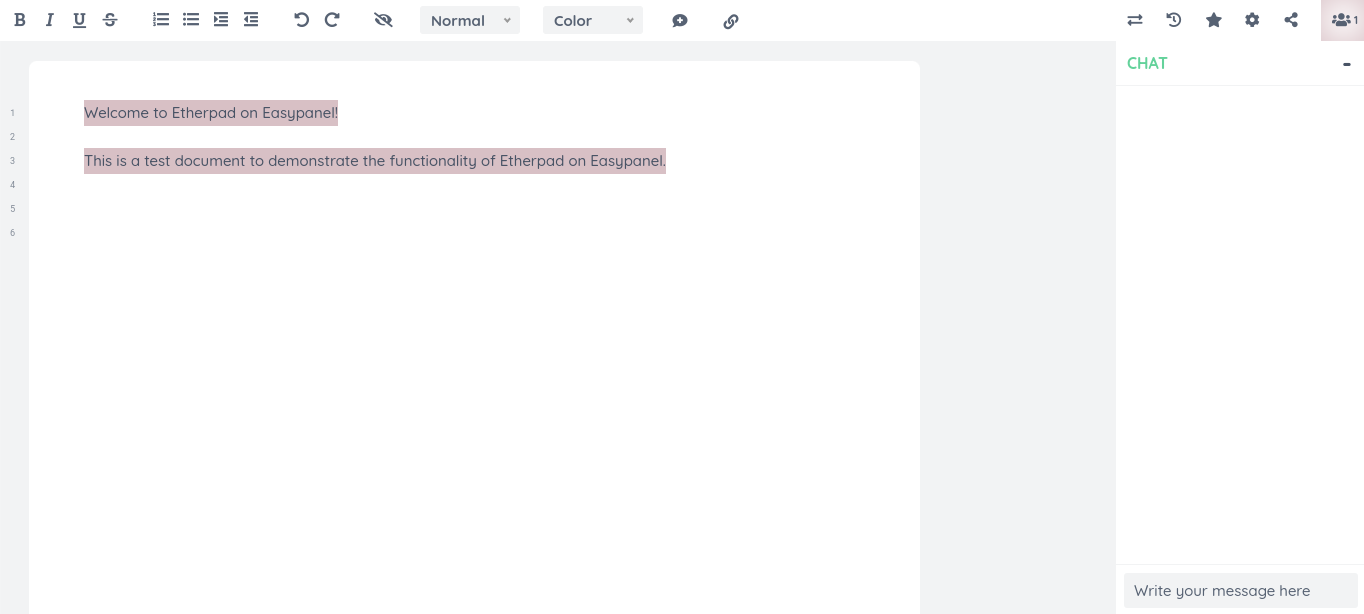 B I U S Normal Color 1
CHAT -
1 Welcome to Etherpad on Easypanel!
2
3 This is a test document to demonstrate the functionality of Etherpad on Easypanel.
4
5
6
Write your message here